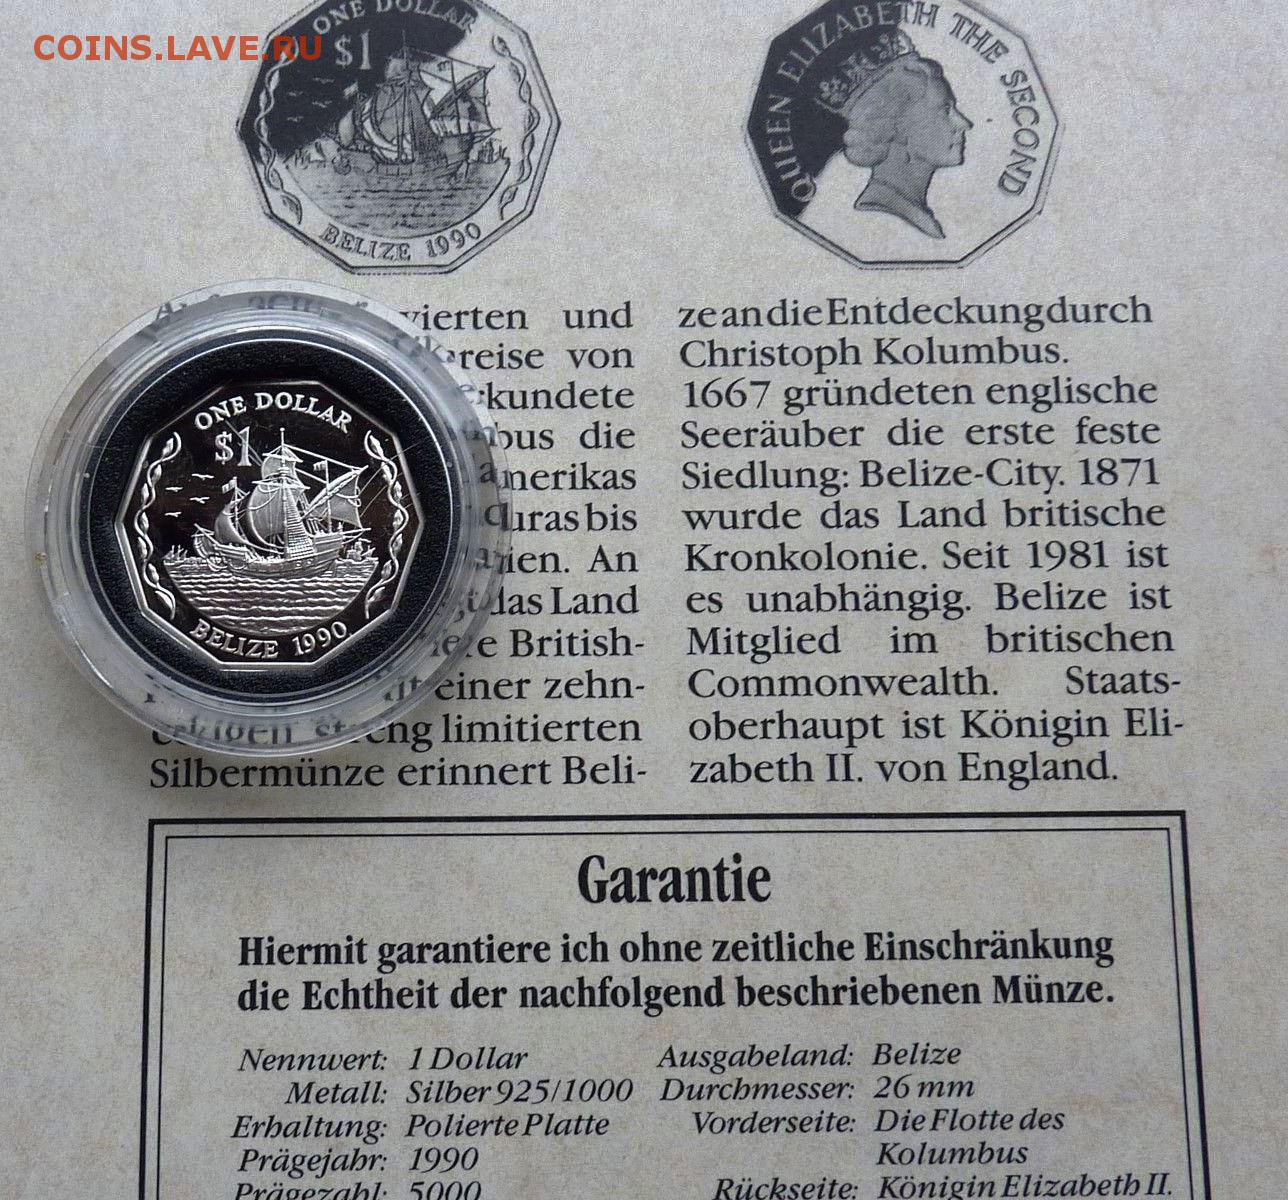 COINS.LAVE.RU
ONE DOLLAR
$1
BELIZE 1990
QUEEN ELIZABETH THE SECOND
ONE DOLLAR
$1
BELIZE 1990
vierten und
reise von
kundete
bus die
amerikas
duras bis
rien. An
das Land
British-
einer zehn-
eckigen streng limitierten
Silbermünze erinnert Beli-
ze an die Entdeckung durch
Christoph Kolumbus.
1667 gründeten englische
Seeräuber die erste feste
Siedlung: Belize-City. 1871
wurde das Land britische
Kronkolonie. Seit 1981 ist
es unabhängig. Belize ist
Mitglied im britischen
Commonwealth. Staats-
oberhaupt ist Königin Eli-
zabeth II. von England.
Garantie
Hiermit garantiere ich ohne zeitliche Einschränkung
die Echtheit der nachfolgend beschriebenen Münze.
Nennwert: 1 Dollar
Metall: Silber 925/1000
Erhaltung: Polierte Platte
Prägejahr: 1990
Prägezahl: 5000
Ausgabeland: Belize
Durchmesser: 26 mm
Vorderseite: Die Flotte des
Kolumbus
Rückseite: Königin Elizabeth II.